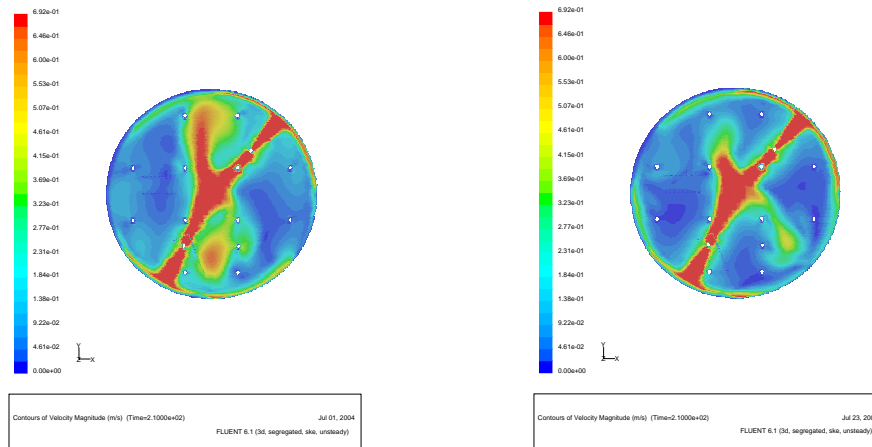 6.92e-01
6.46e-01
6.00e-01
5.53e-01
5.07e-01
4.61e-01
4.15e-01
3.69e-01
3.23e-01
2.77e-01
2.31e-01
1.84e-01
1.38e-01
9.22e-02
4.61e-02
0.00e+00
Y
Z X
Contours of Velocity Magnitude (m/s) (Time=2.1000e+02) Jul 01, 2004
FLUENT 6.1 (3d, segregated, ske, unsteady)
6.92e-01
6.46e-01
6.00e-01
5.53e-01
5.07e-01
4.61e-01
4.15e-01
3.69e-01
3.23e-01
2.77e-01
2.31e-01
1.84e-01
1.38e-01
9.22e-02
4.61e-02
0.00e+00
Y
Z X
Contours of Velocity Magnitude (m/s) (Time=2.1000e+02) Jul 23,
FLUENT 6.1 (3d, segregated, ske, unsteady)